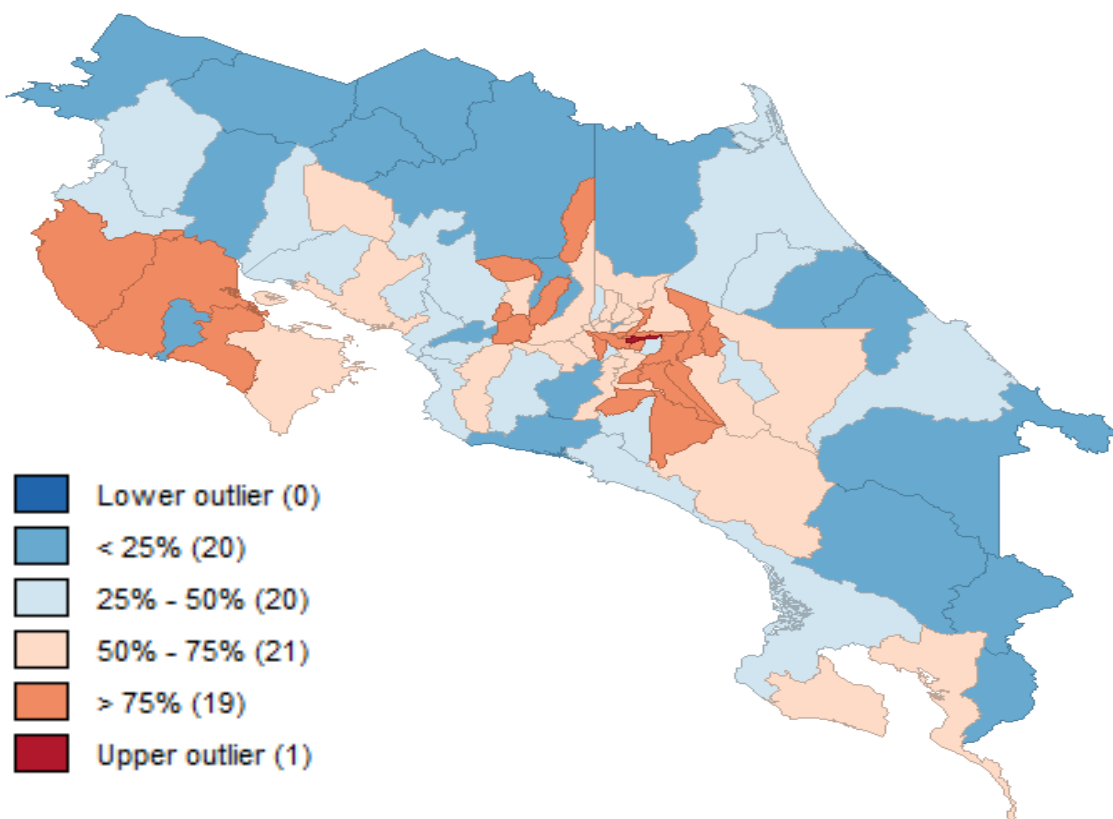 Lower outlier (0)
< 25% (20)
25% - 50% (20)
50% - 75% (21)
> 75% (19)
Upper outlier (1)